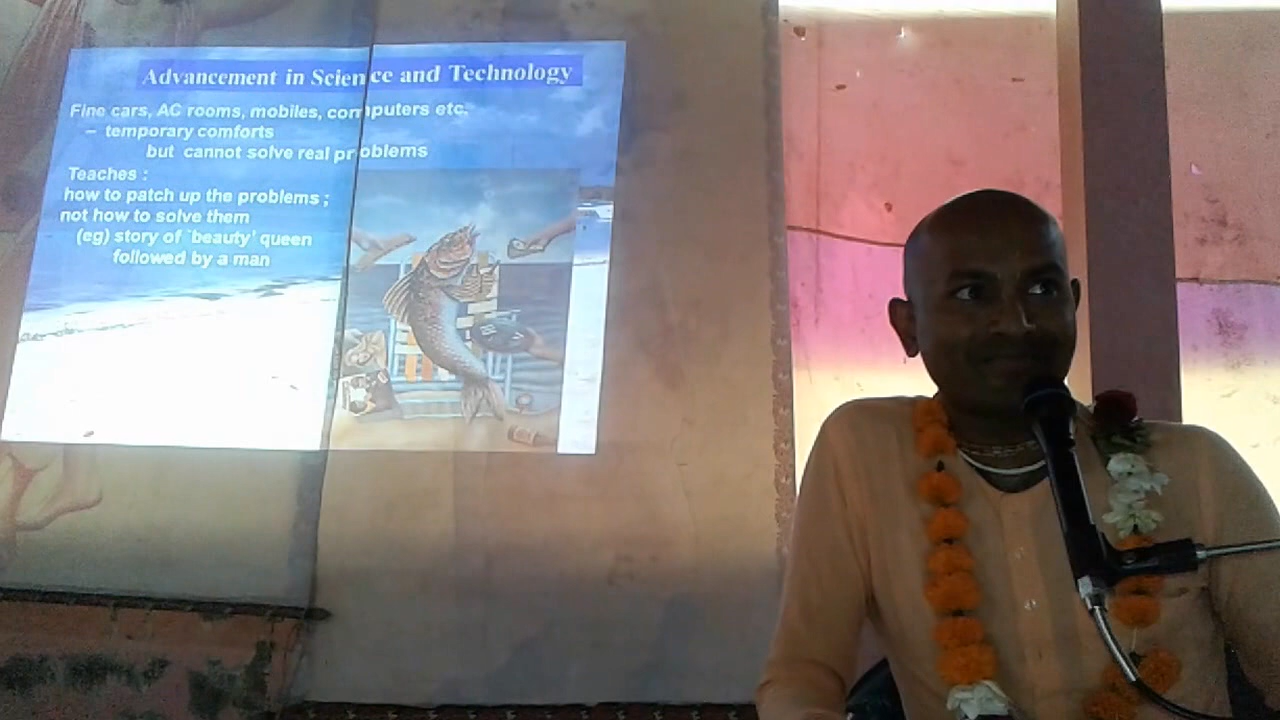 Advancement in Science and Technology
Fine cars, AC rooms, mobiles, computers etc.
– temporary comforts
but cannot solve real problems
Teaches :
how to patch up the problems ;
not how to solve them
(eg) story of `beauty' queen
followed by a man